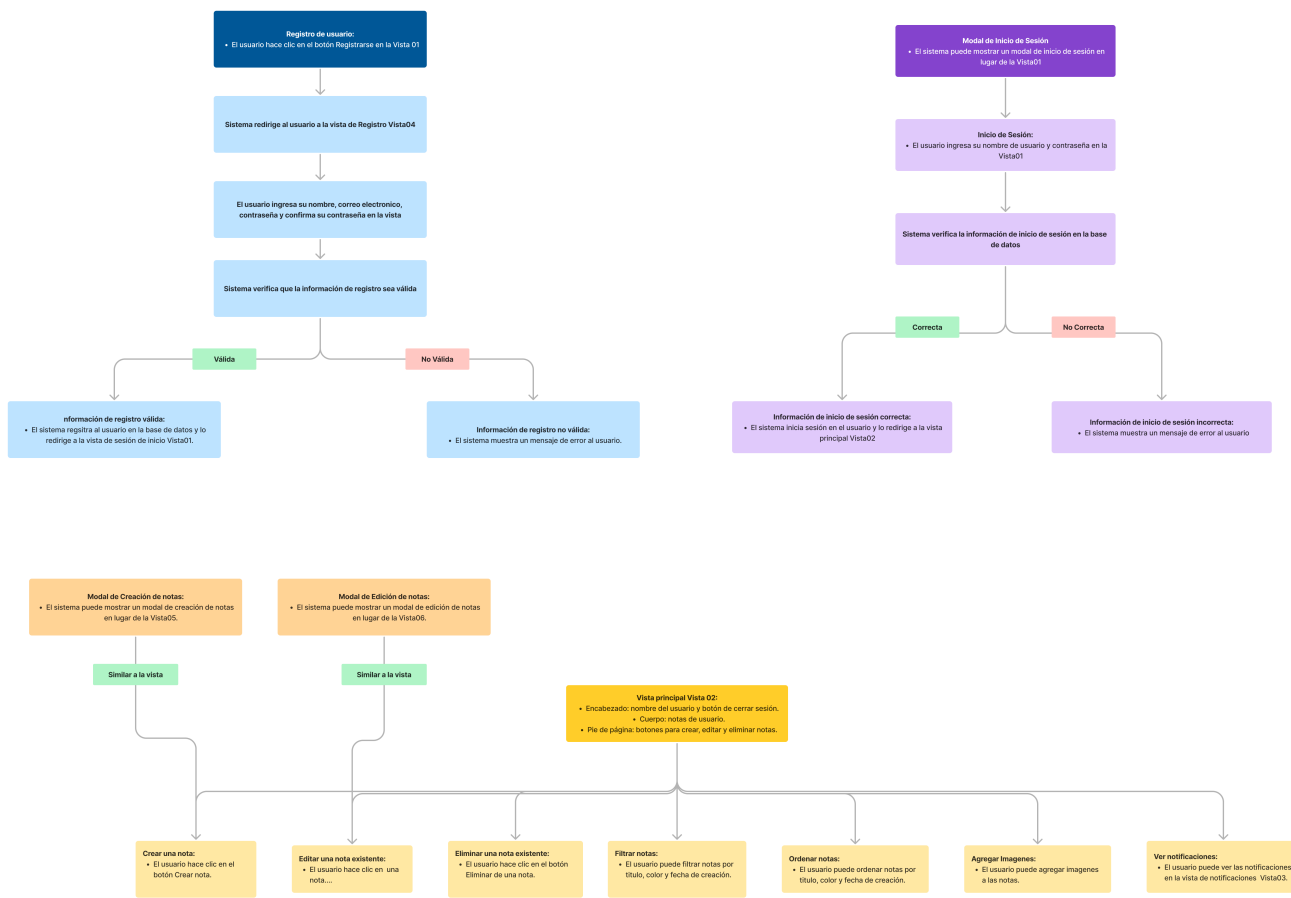 Registro de usuario:
• El usuario hace clic en el botón Registrarse en la Vista 01
Sistema redirige al usuario a la vista de Registro Vista04
El usuario ingresa su nombre, correo electronico,
contraseña y confirma su contraseña en la vista
Sistema verifica que la información de registro sea válida
Válida
No Válida
nformación de registro válida:
• El sistema regsitra al usuario en la base de datos y lo
redirige a la vista de sesión de inicio Vista01.
Información de registro no válida:
• El sistema muestra un mensaje de error al usuario.
Modal de Inicio de Sesión
• El sistema puede mostrar un modal de inicio de sesión en
lugar de la Vista01
Inicio de Sesión:
• El usuario ingresa su nombre de usuario y contraseña en la
Vista01
Sistema verifica la información de inicio de sesión en la base
de datos
Correcta
No Correcta
Información de inicio de sesión correcta:
• El sistema inicia sesión en el usuario y lo redirige a la vista
principal Vista02
Información de inicio de sesión incorrecta:
• El sistema muestra un mensaje de error al usuario
Modal de Creación de notas:
• El sistema puede mostrar un modal de creación de notas
en lugar de la Vista05.
Similar a la vista
Modal de Edición de notas:
• El sistema puede mostrar un modal de edición de notas
en lugar de la Vista06.
Similar a la vista
Vista principal Vista 02:
• Encabezado: nombre del usuario y botón de cerrar sesión.
• Cuerpo: notas de usuario.
• Pie de página: botones para crear, editar y eliminar notas.
Crear una nota:
• El usuario hace clic en el
botón Crear nota.
Editar una nota existente:
• El usuario hace clic en una
nota....
Eliminar una nota existente:
• El usuario hace clic en el botón
Eliminar de una nota.
Filtrar notas:
• El usuario puede filtrar notas por
titulo, color y fecha de creación.
Ordenar notas:
• El usuario puede ordenar notas por
titulo, color y fecha de creación.
Agregar Imagenes:
• El usuario puede agregar imagenes
a las notas.
Ver notificaciones:
• El usuario puede ver las notificaciones
en la vista de notificaciones Vista03.